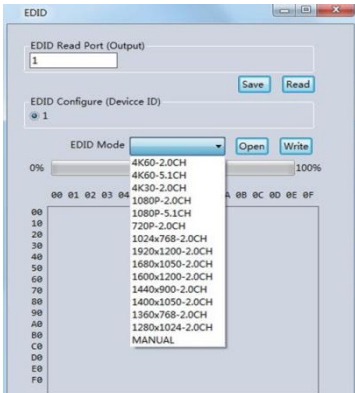 EDID
EDID Read Port (Output)
1
Save Read
EDID Configure (Devicce ID)
1
EDID Mode Open Write
0% 100%
4K60-2.0CH
4K60-5.1CH
4K30-2.0CH
1080P-2.0CH
1080P-5.1CH
720P-2.0CH
1024x768-2.0CH
1920x1200-2.0CH
1680x1050-2.0CH
1600x1200-2.0CH
1440x900-2.0CH
1400x1050-2.0CH
1360x768-2.0CH
1280x1024-2.0CH
MANUAL
00 01 02 03 04 0B 0C 0D 0E 0F
00
10
20
30
40
50
60
70
80
90
A0
B0
C0
D0
E0
F0